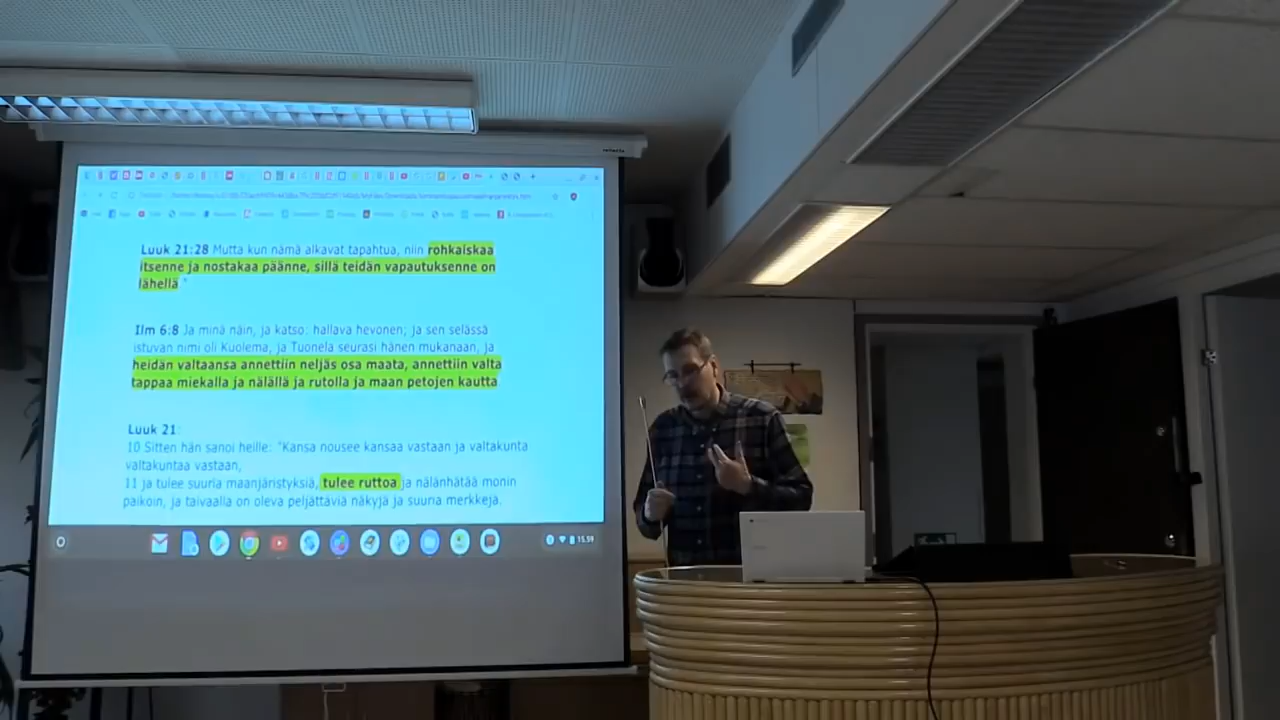 Luuk 21:28 Mutta kun nämä alkavat tapahtua, niin rohkaiskaa
itsenne ja nostakaa päänne, sillä teidän vapautuksenne on
lähellä."
Ilm 6:8 Ja minä näin, ja katso: hallava hevonen; ja sen selässä
istuvan nimi oli Kuolema, ja Tuonela seurasi hänen mukanaan, ja
heidän valtaansa annettiin neljäs osa maata, annettiin valta
tappaa miekalla ja nälällä ja rutolla ja maan petojen kautta.
Luuk 21:
10 Sitten hän sanoi heille: "Kansa nousee kansaa vastaan ja valtakunta
valtakuntaa vastaan,
11 ja tulee suuria maanjäristyksiä, tulee ruttoa ja nälänhätää monin
paikoin, ja taivaalla on oleva peljättäviä näkyjä ja suuria merkkejä.
15.59